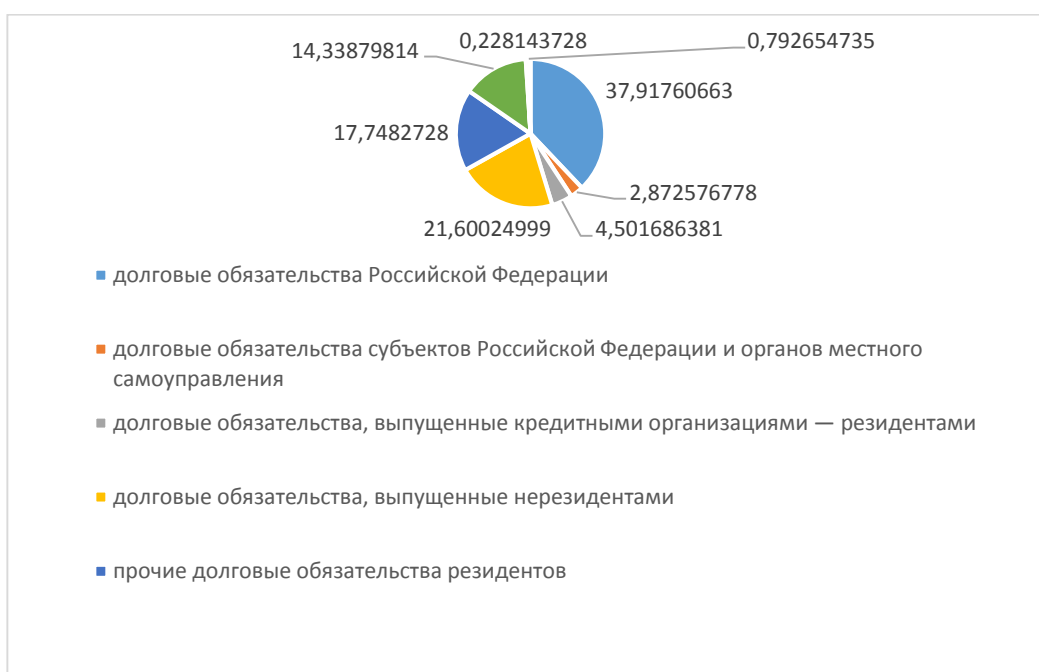 0,228143728
0,792654735
14,33879814
37,91760663
17,7482728
2,872576778
21,60024999
4,501686381
долговые обязательства Российской Федерации
долговые обязательства субъектов Российской Федерации и органов местного
самоуправления
долговые обязательства, выпущенные кредитными организациями — резидентами
долговые обязательства, выпущенные нерезидентами
прочие долговые обязательства резидентов